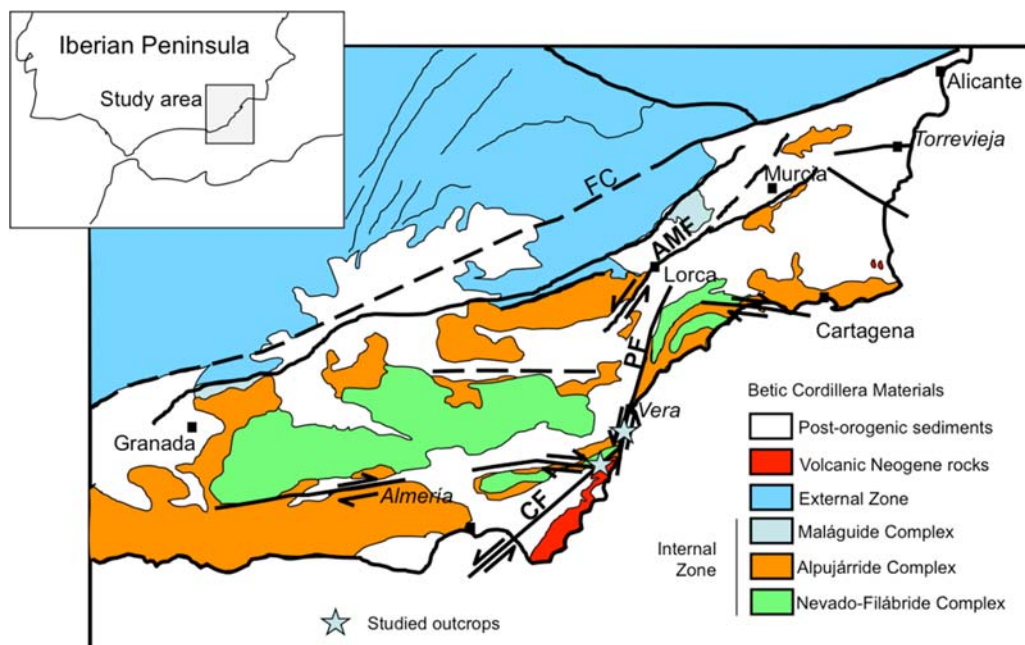 Iberian Peninsula
Study area
Alicante
Torrevieja
Murcia
FC
AMF
Lorca
Cartagena
PF
Vera
Granada
Almería
CF
Betic Cordillera Materials
Post-orogenic sediments
Volcanic Neogene rocks
External Zone
Internal
Zone
Maláguide Complex
Alpujárride Complex
Nevado-Filábride Complex
Studied outcrops